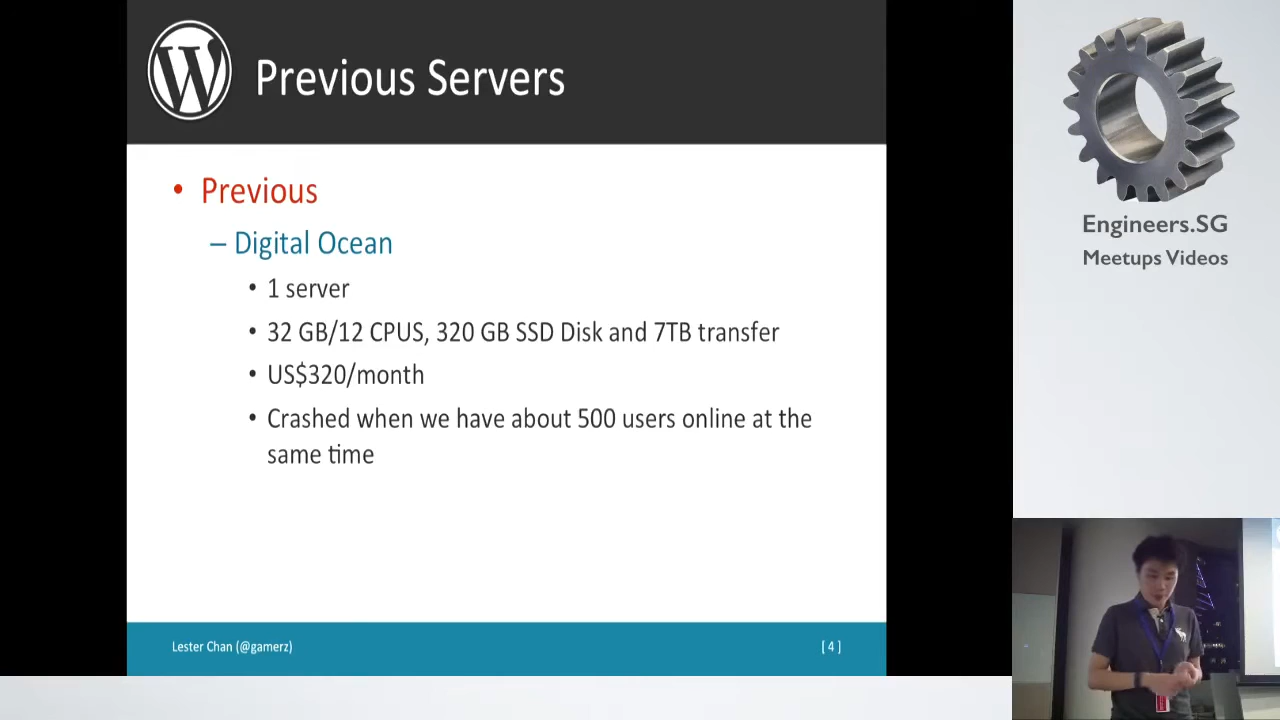 Previous Servers
• Previous
– Digital Ocean
• 1 server
• 32 GB/12 CPUS, 320 GB SSD Disk and 7TB transfer
• US$320/month
• Crashed when we have about 500 users online at the
same time
Lester Chan (@gamerz)
[ 4 ]
Engineers.SG
Meetups Videos